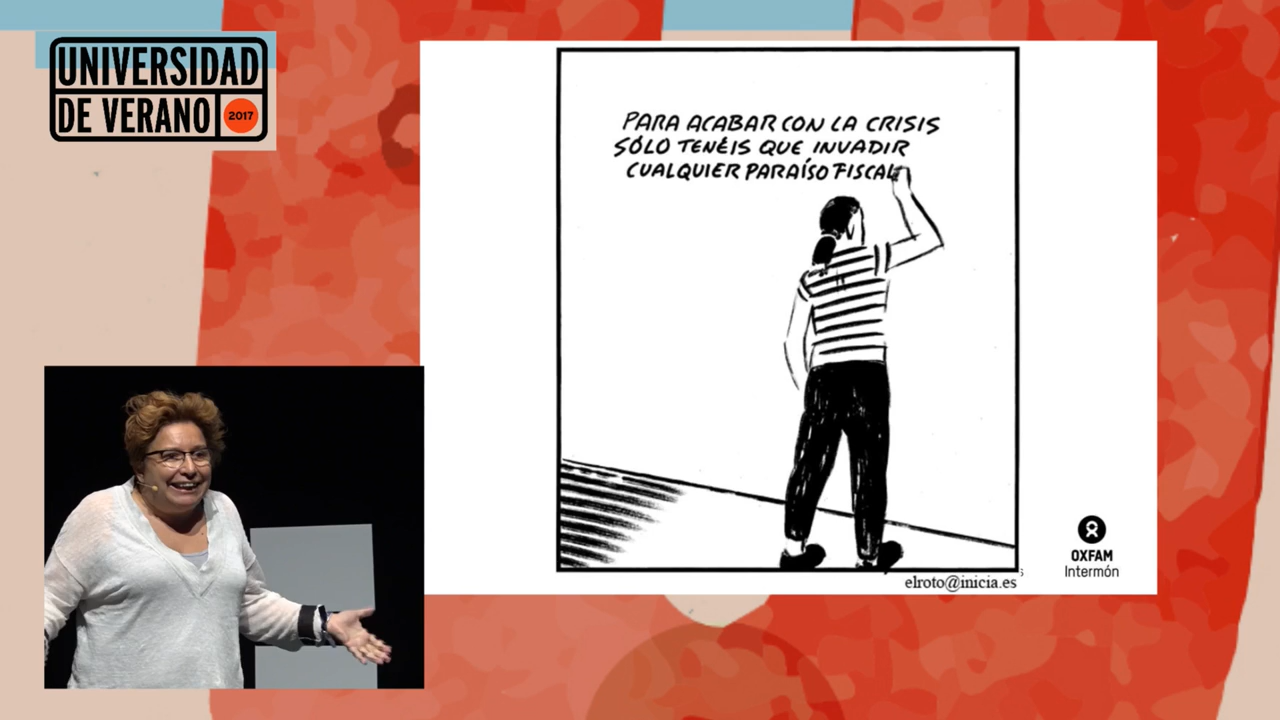 UNIVERSIDAD
DE VERANO 2017
PARA ACABAR CON LA CRISIS
SÓLO TENÉIS QUE INVADIR
CUALQUIER PARAÍSO FISCAL
elroto@inicia.es
OXFAM
Intermón